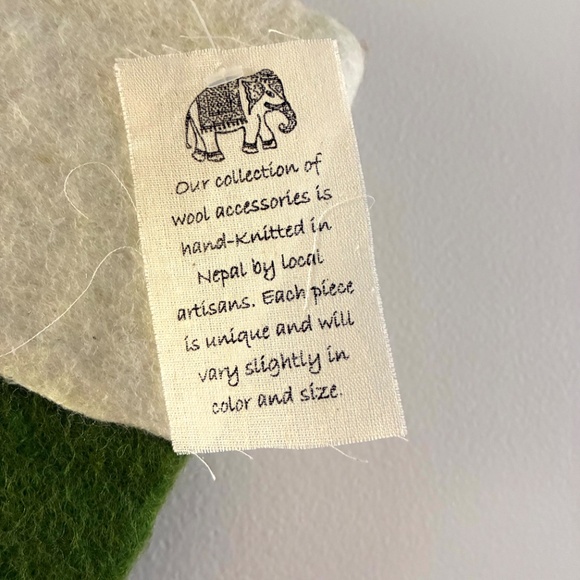 Our collection of
wool accessories is
hand-Knitted in
Nepal by local
artisans. Each piece
is unique and will
vary slightly in
color and size.